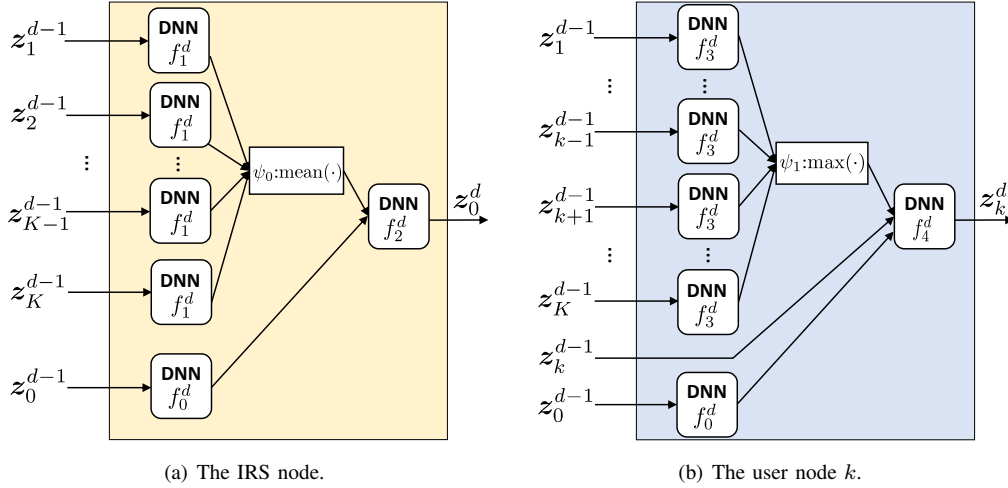 z_1^{d-1}
DNN
f_1^d
z_2^{d-1}
DNN
f_1^d
⋮
⋮
z_{K-1}^{d-1}
DNN
f_1^d
z_K^{d-1}
DNN
f_1^d
z_0^{d-1}
DNN
f_0^d
ψ_0:mean(·)
DNN
f_2^d
z_0^d
(a) The IRS node.
z_1^{d-1}
DNN
f_3^d
⋮
⋮
z_{k-1}^{d-1}
DNN
f_3^d
z_{k+1}^{d-1}
DNN
f_3^d
⋮
⋮
z_K^{d-1}
DNN
f_3^d
z_k^{d-1}
z_0^{d-1}
DNN
f_0^d
ψ_1:max(·)
DNN
f_4^d
z_k^d
(b) The user node k.